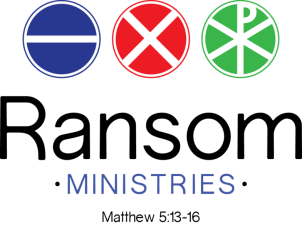 Ransom
·MINISTRIES·
Matthew 5:13-16